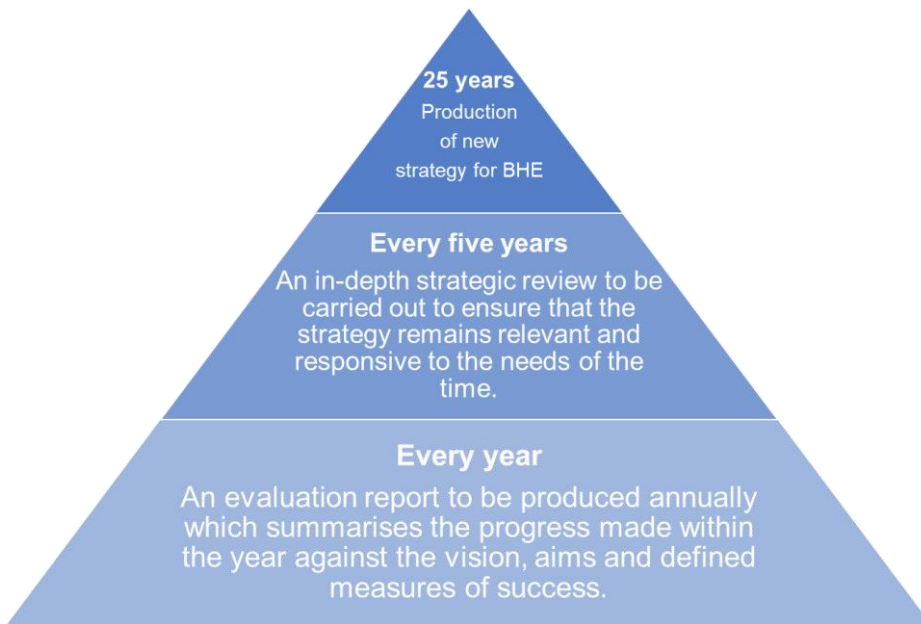 25 years
Production
of new
strategy for BHE
Every five years
An in-depth strategic review to be
carried out to ensure that the
strategy remains relevant and
responsive to the needs of the
time.
Every year
An evaluation report to be produced annually
which summarises the progress made within
the year against the vision, aims and defined
measures of success.